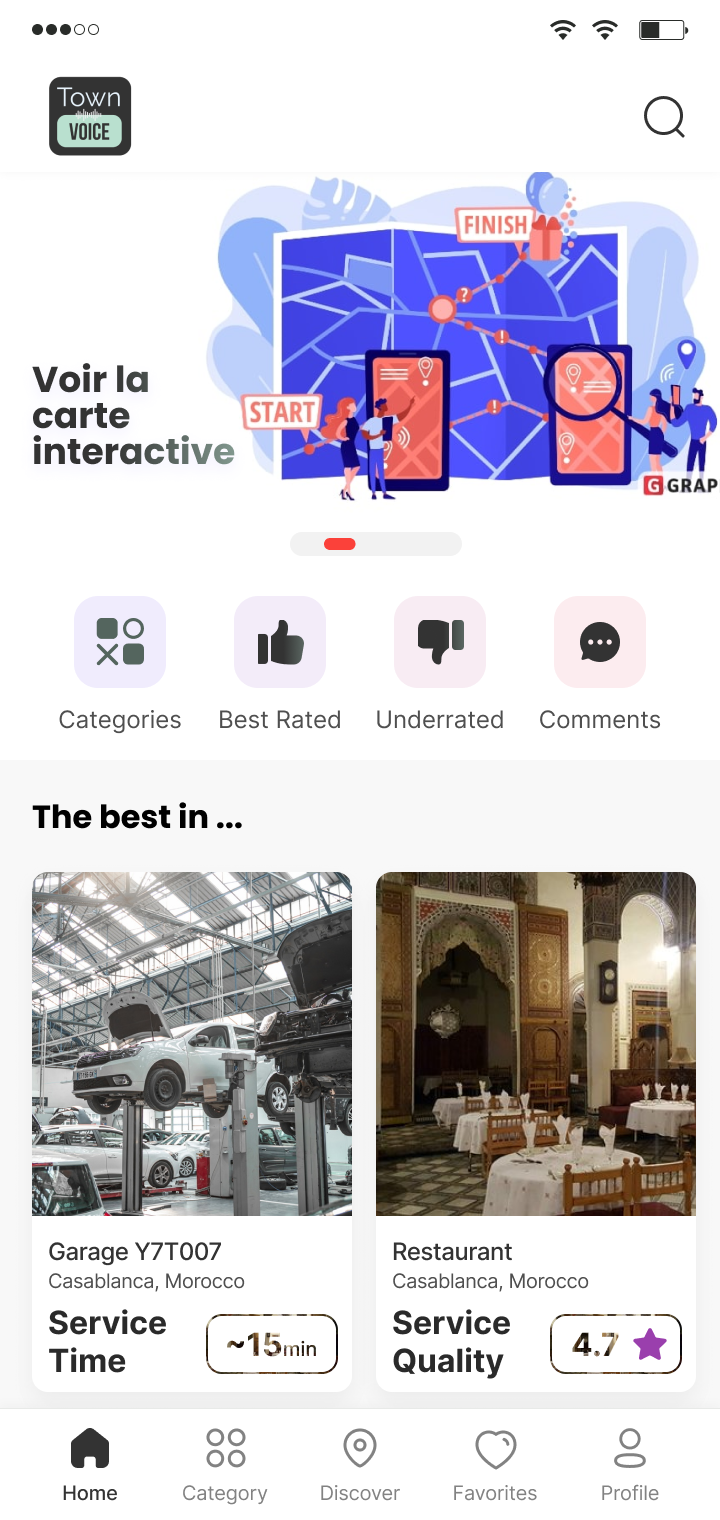 Town
VOICE
FINISH
?
!
!
START
Voir la
carte
interactive
G GRAP
Categories
Best Rated
Underrated
Comments
The best in ...
Garage Y7T007
Casablanca, Morocco
Service
Time
~15min
Restaurant
Casablanca, Morocco
Service
Quality
4.7
Home
Category
Discover
Favorites
Profile